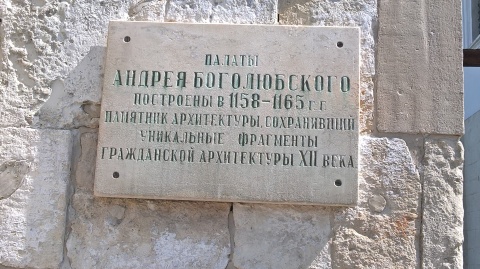 ПАЛАТЫ
АНДРЕЯ БОГОЛЮБСКОГО
ПОСТРОЕНЫ В 1158-1165 Г Г.
ПАМЯТНИК АРХИТЕКТУРЫ, СОХРАНИВШИЙ
УНИКАЛЬНЫЕ ФРАГМЕНТЫ
ГРАЖДАНСКОЙ АРХИТЕКТУРЫ XII ВЕКА